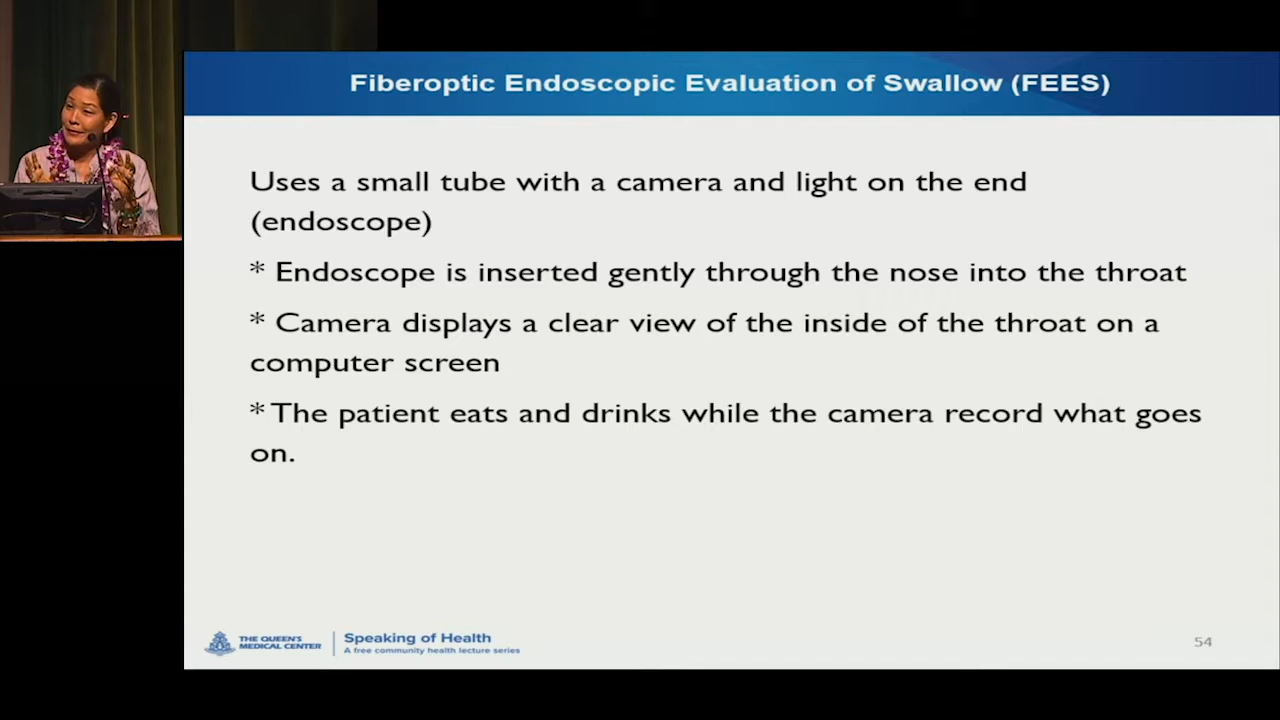 Fiberoptic Endoscopic Evaluation of Swallow (FEES)
Uses a small tube with a camera and light on the end
(endoscope)
* Endoscope is inserted gently through the nose into the throat
* Camera displays a clear view of the inside of the throat on a
computer screen
* The patient eats and drinks while the camera record what goes
on.
THE QUEEN'S
MEDICAL CENTER
Speaking of Health
A free community health lecture series
54